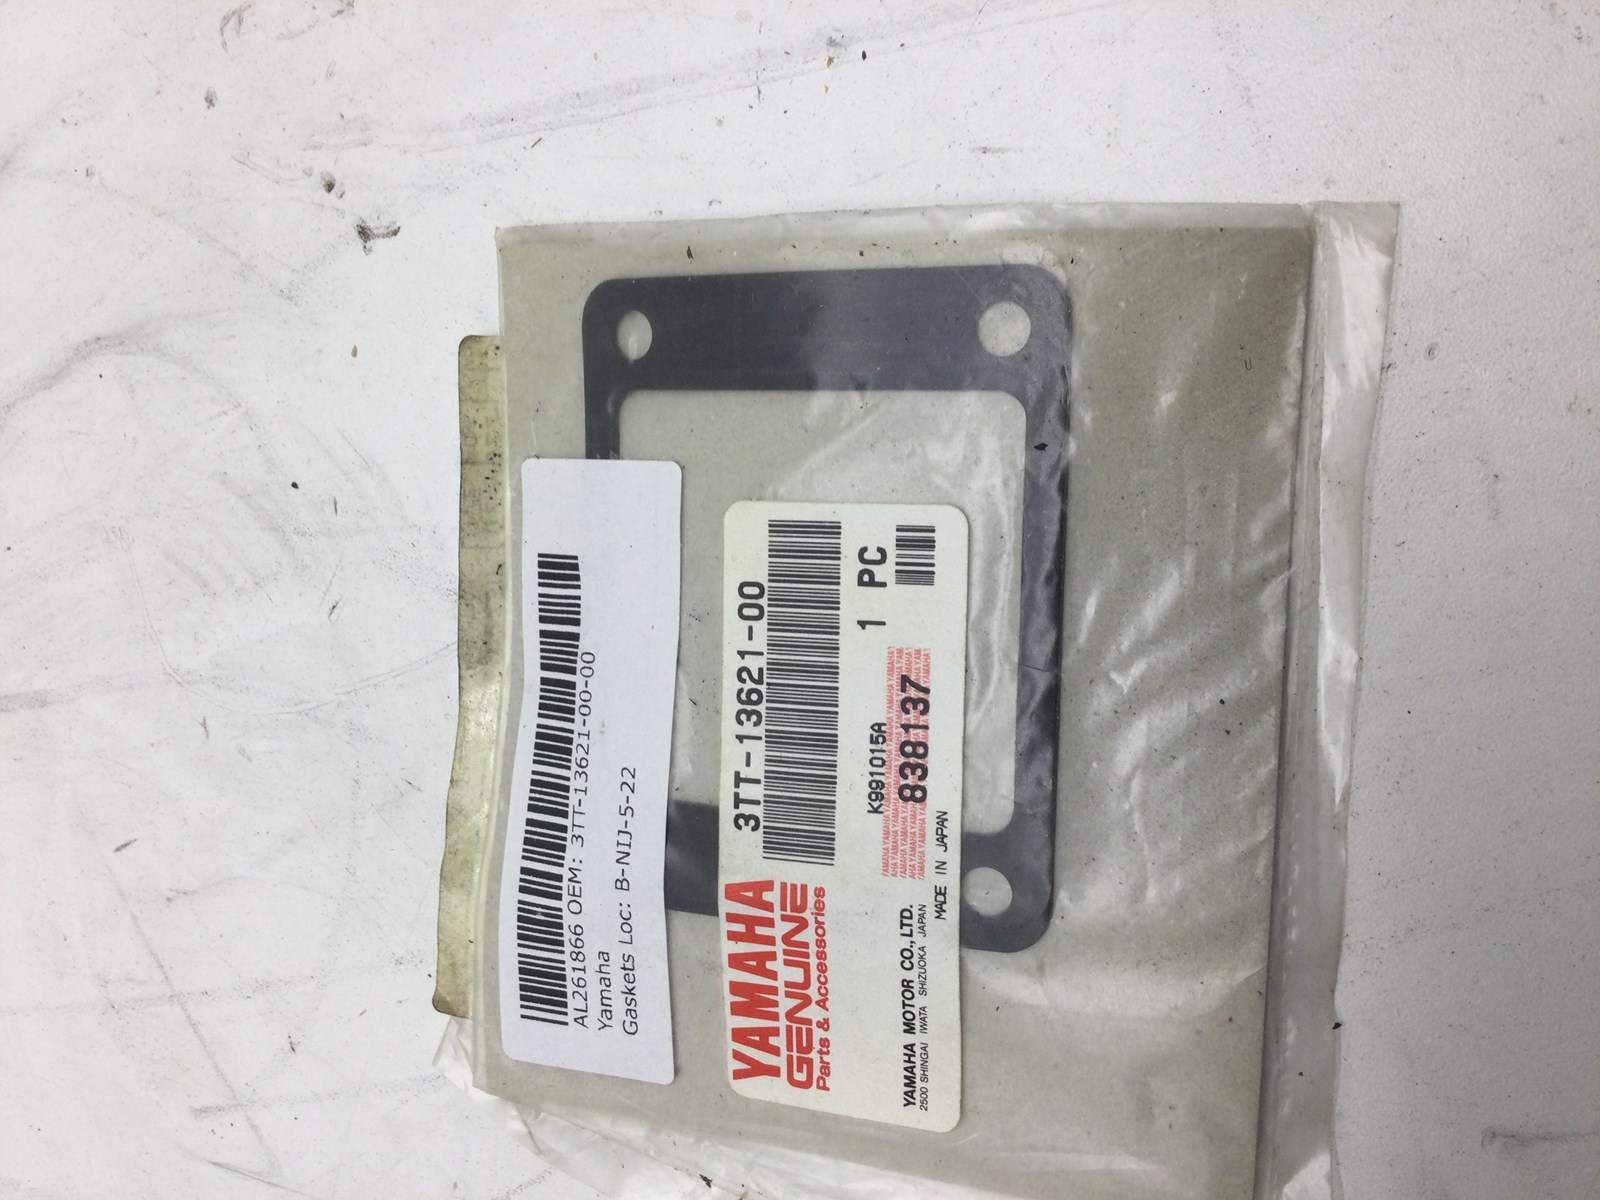 AL261866 OEM: 3TT-13621-00-00
Yamaha
Gaskets Loc: B-NIJ-5-22
YAMAHA
GENUINE
Parts & Accessories
3TT-13621-00
1 PC
K991015A
838137
YAMAHA MOTOR CO., LTD.
2500 SHINGAI IWATA SHIZUOKA JAPAN
MADE IN JAPAN